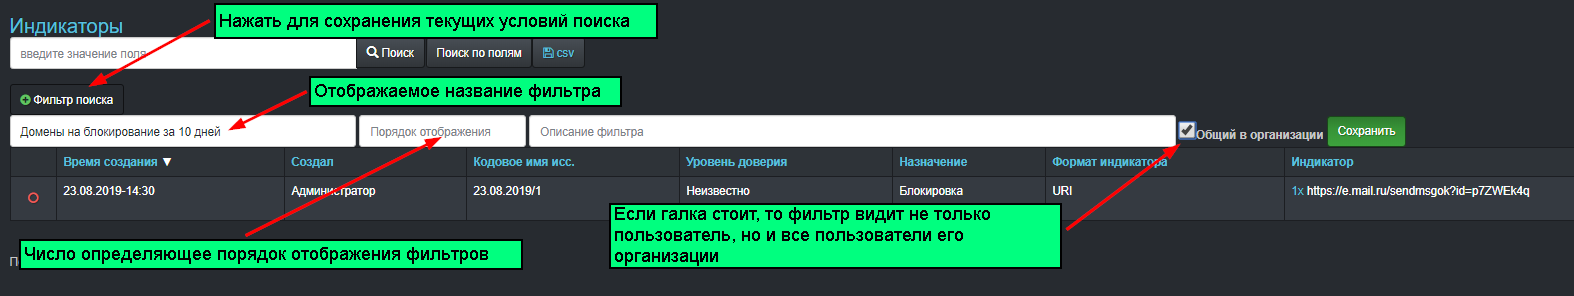 Индикаторы
Нажать для сохранения текущих условий поиска
введите значение поля
Поиск
Поиск по полям
csv
Фильтр поиска
Отображаемое название фильтра
Домены на блокирование за 10 дней
Порядок отображения
Описание фильтра
Общий в организации
Сохранить
Время создания ▼
Создал
Кодовое имя исс.
Уровень доверия
Назначение
Формат индикатора
Индикатор
23.08.2019-14:30
Администратор
23.08.2019/1
Неизвестно
Блокировка
URI
1x https://e.mail.ru/sendmsgok?id=p7ZWEk4q
Если галка стоит, то фильтр видит не только
пользователь, но и все пользователи его
организации
Число определяющее порядок отображения фильтров